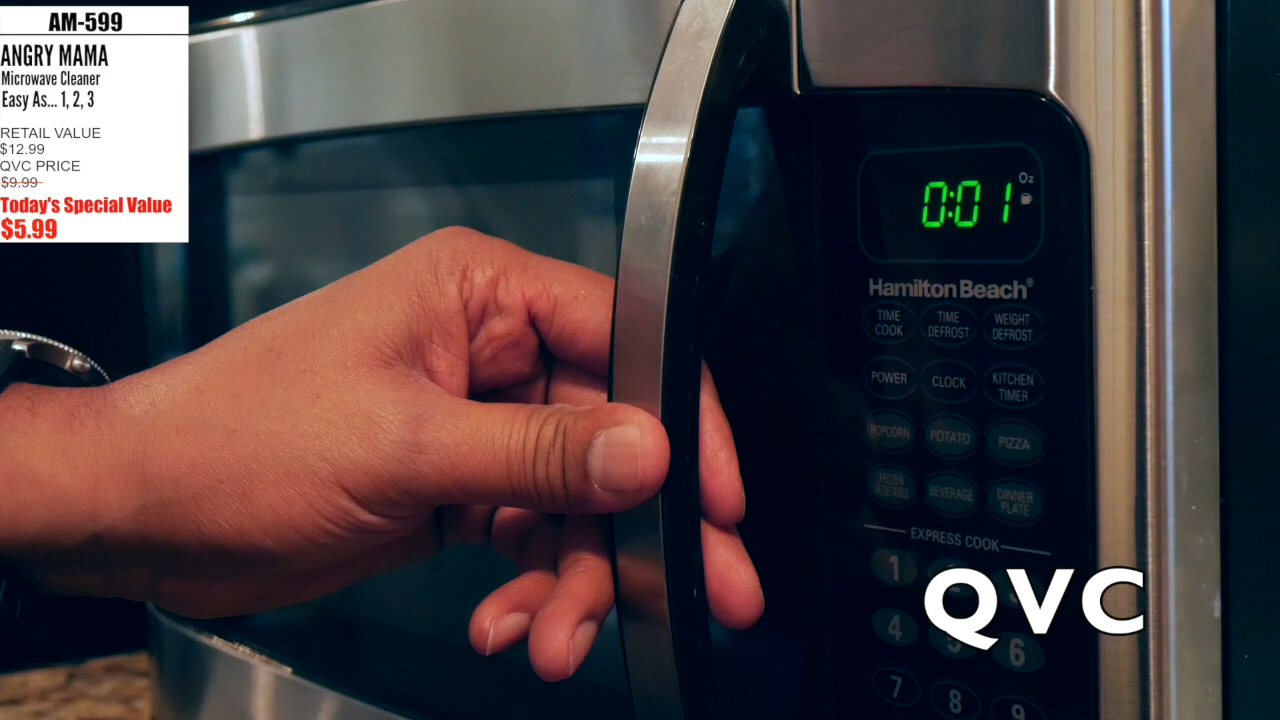 AM-599
ANGRY MAMA
Microwave Cleaner
Easy As... 1, 2, 3
RETAIL VALUE
$12.99
QVC PRICE
$9.99
Today's Special Value
$5.99
0:01
Oz
Hamilton Beach®
TIME COOK
TIME DEFROST
WEIGHT DEFROST
POWER
CLOCK
KITCHEN TIMER
POPCORN
POTATO
PIZZA
FROZEN VEGETABLE
BEVERAGE
DINNER PLATE
EXPRESS COOK
1
QVC
4
5
6
7
8
9